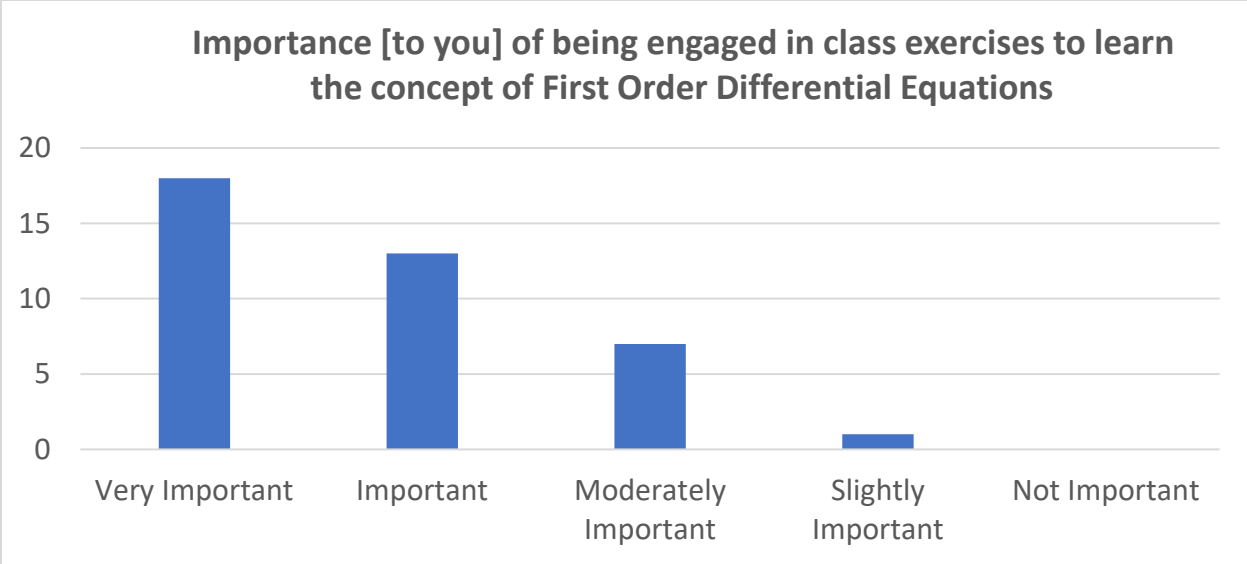 Importance [to you] of being engaged in class exercises to learn
the concept of First Order Differential Equations
20
15
10
5
0
Very Important
Important
Moderately
Important
Slightly
Important
Not Important